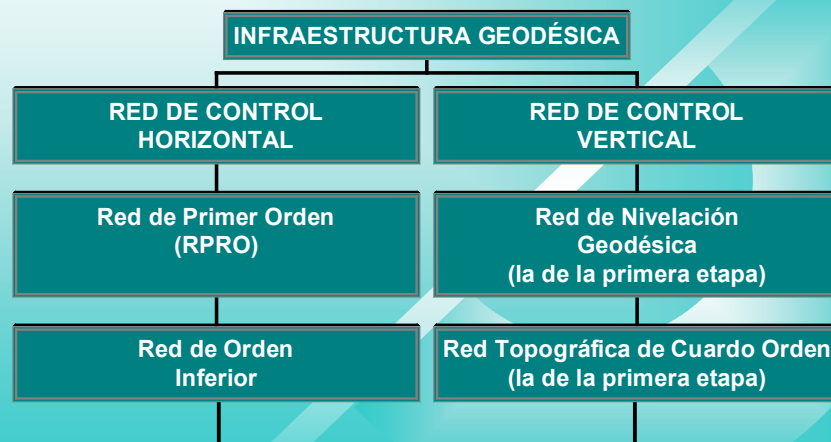 INFRAESTRUCTURA GEODÉSICA
RED DE CONTROL
HORIZONTAL
RED DE CONTROL
VERTICAL
Red de Primer Orden
(RPRO)
Red de Nivelación
Geodésica
(la de la primera etapa)
Red de Orden
Inferior
Red Topográfica de Cuardo Orden
(la de la primera etapa)